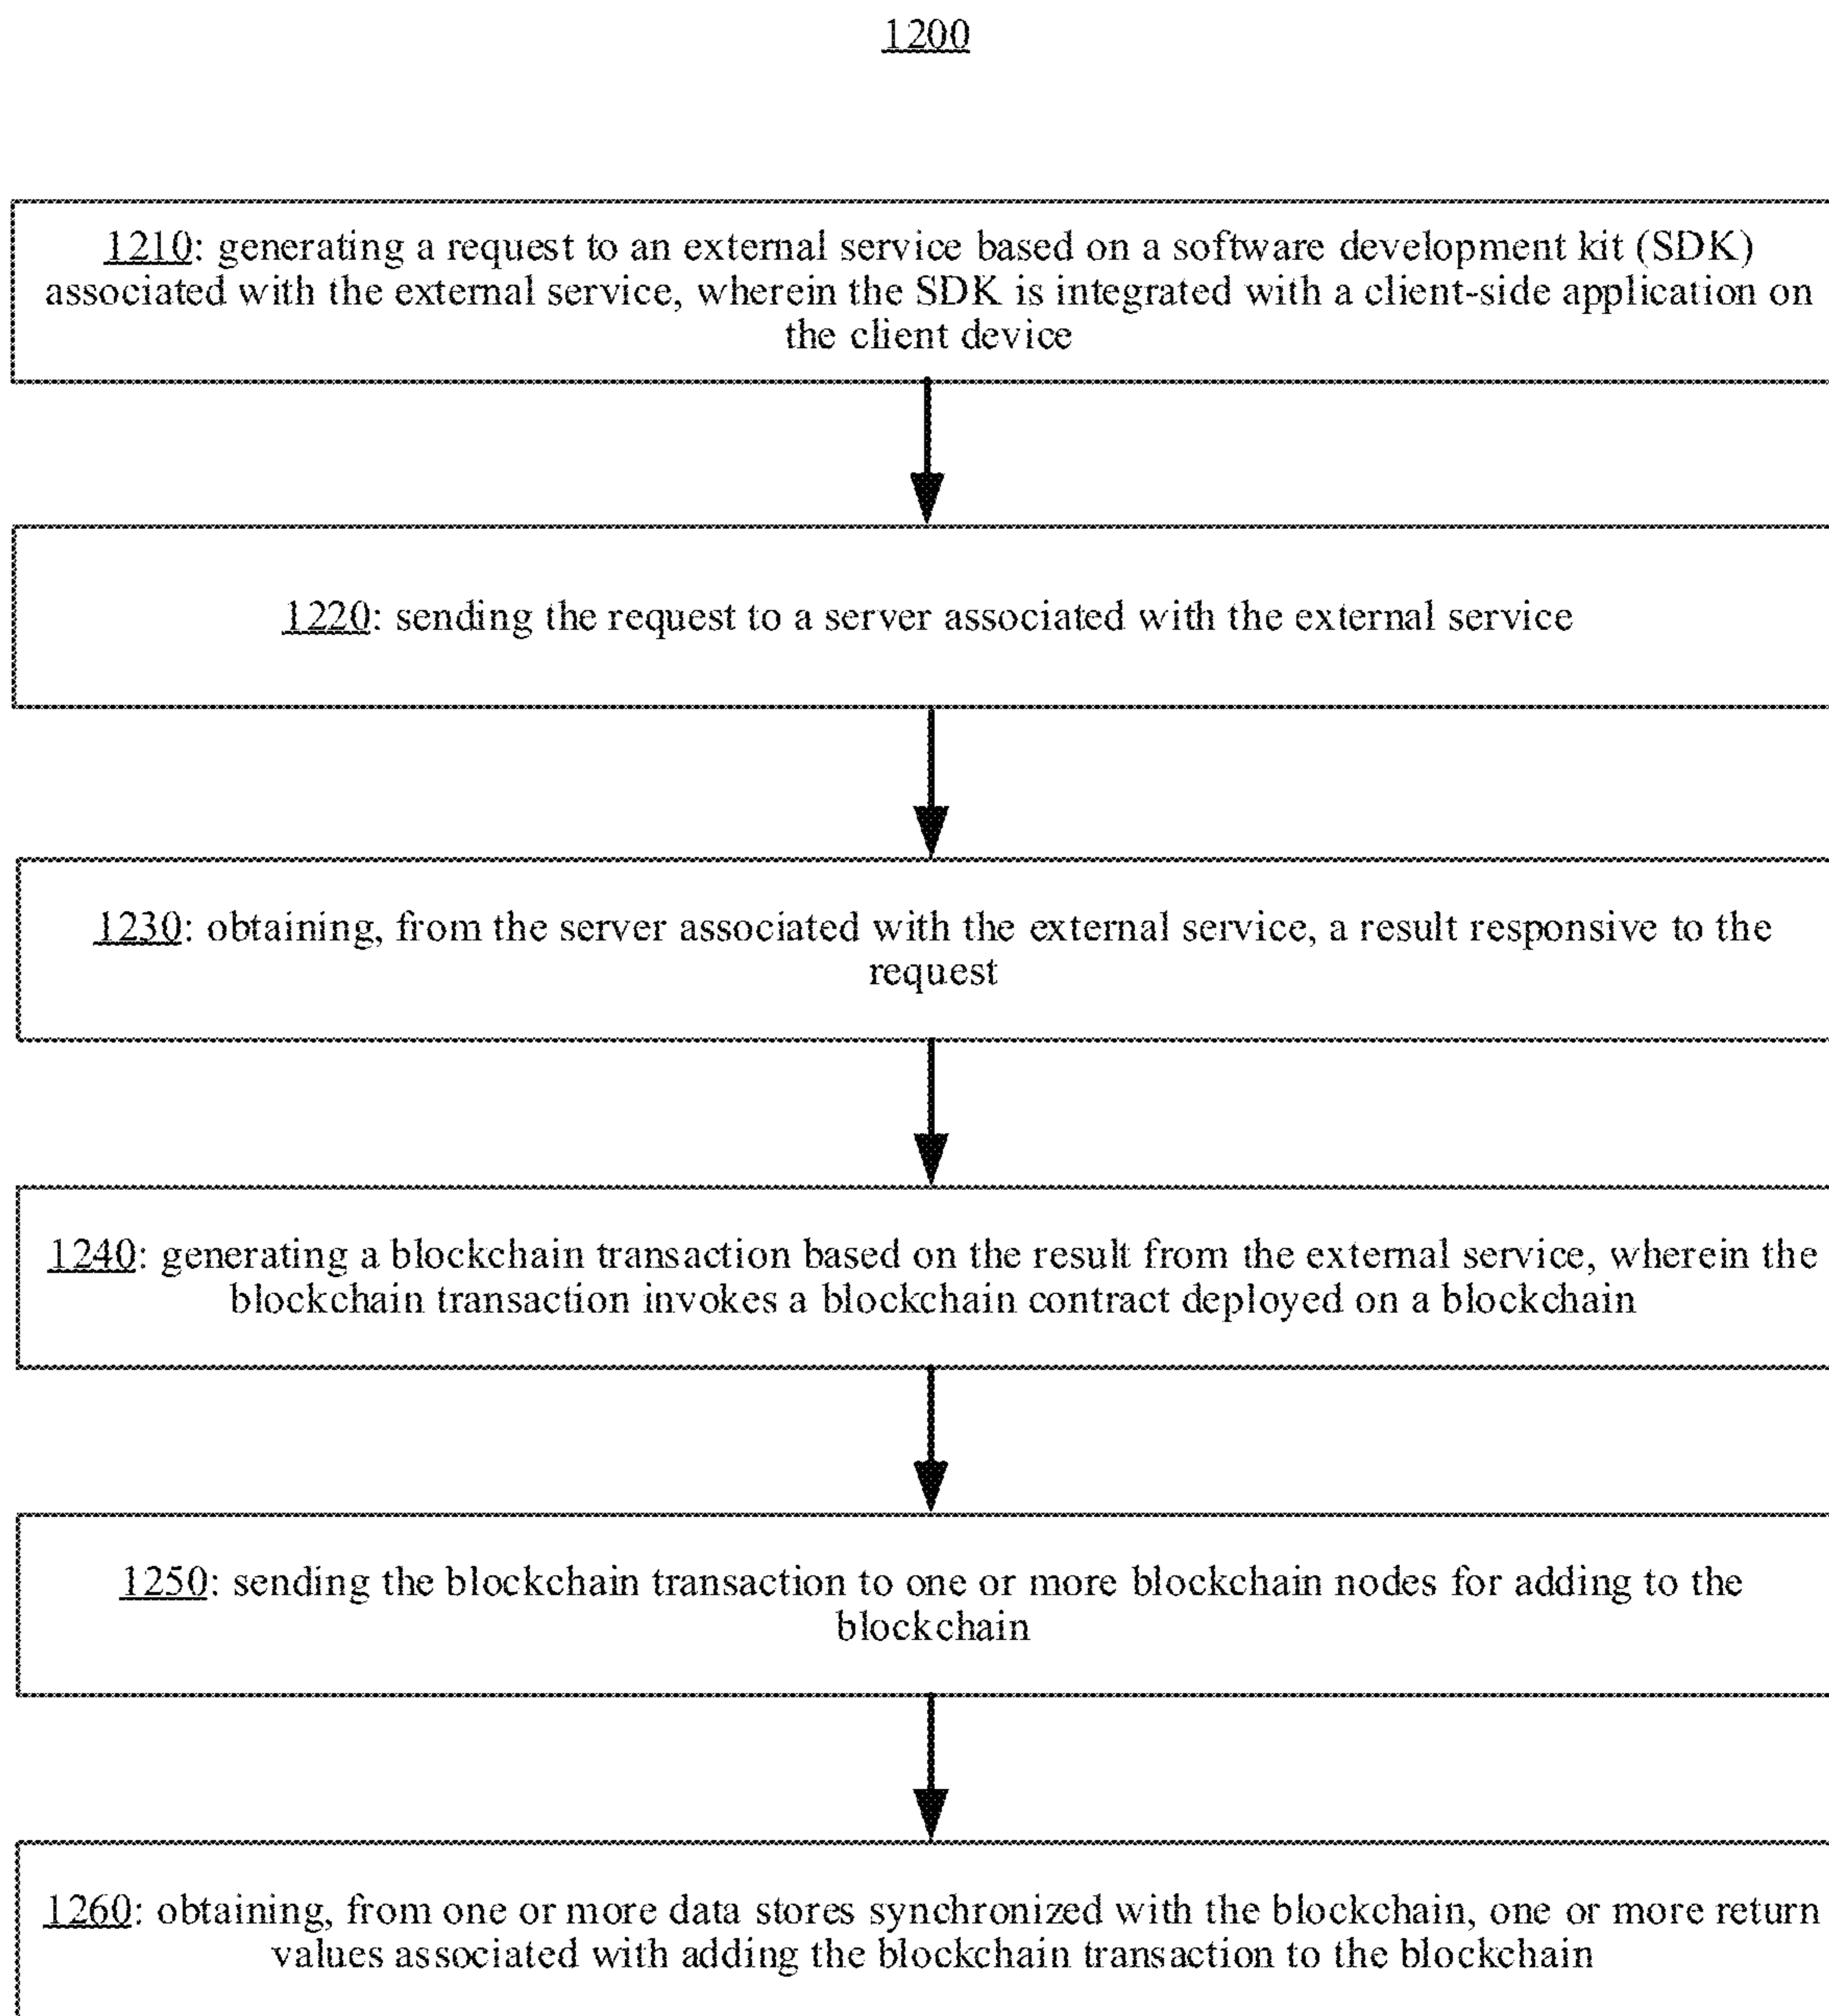 1200
1210: generating a request to an external service based on a software development kit (SDK)
associated with the external service, wherein the SDK is integrated with a client-side application on
the client device
1220: sending the request to a server associated with the external service
1230: obtaining, from the server associated with the external service, a result responsive to the
request
1240: generating a blockchain transaction based on the result from the external service, wherein the
blockchain transaction invokes a blockchain contract deployed on a blockchain
1250: sending the blockchain transaction to one or more blockchain nodes for adding to the
blockchain
1260: obtaining, from one or more data stores synchronized with the blockchain, one or more return
values associated with adding the blockchain transaction to the blockchain